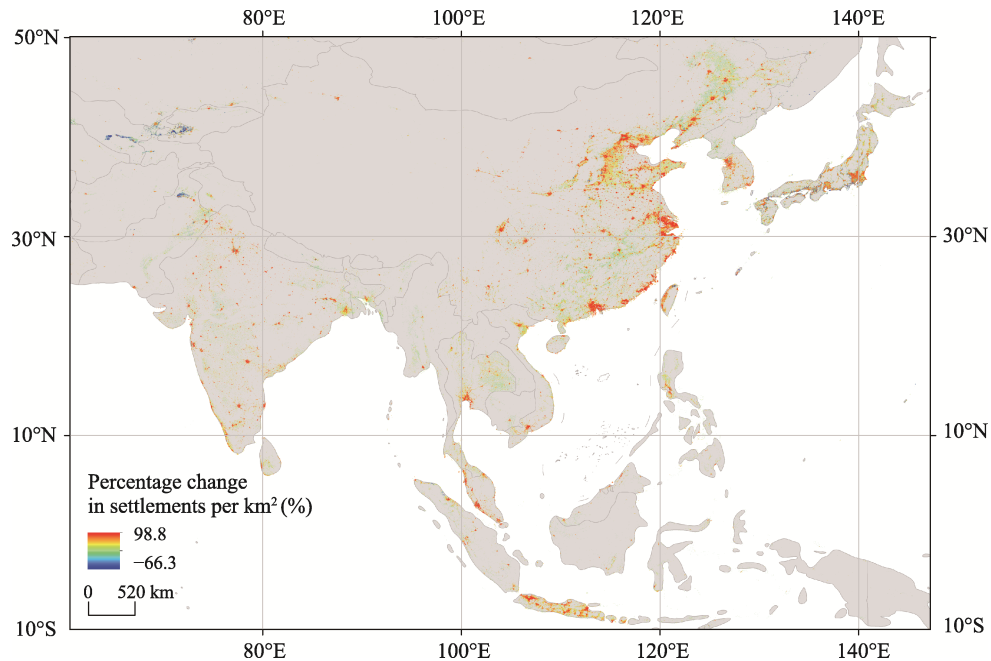 80°E 100°E 120°E 140°E
50°N
30°N 30°N
10°N 10°N
Percentage change
in settlements per km² (%)
98.8
−66.3
0 520 km
10°S 10°S
80°E 100°E 120°E 140°E